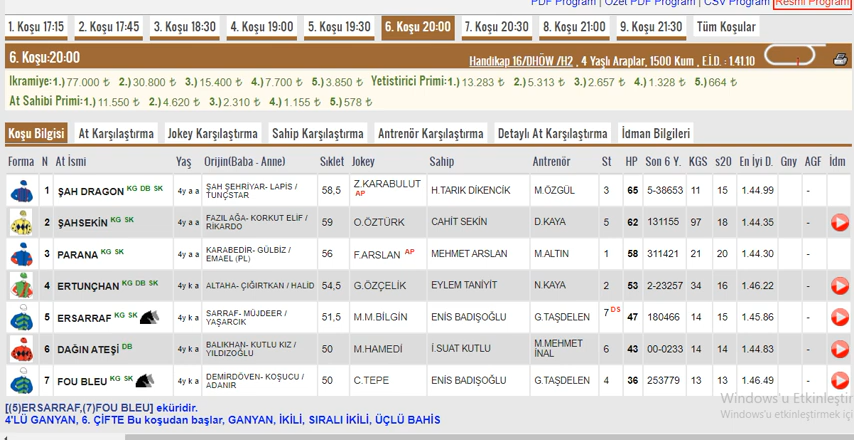 PDF Program | Özet PDF Program | CSV Program Resmi Program
1. Koşu 17:15 2. Koşu 17:45 3. Koşu 18:30 4. Koşu 19:00 5. Koşu 19:30 6. Koşu 20:00 7. Koşu 20:30 8. Koşu 21:00 9. Koşu 21:30 Tüm Koşular
6. Koşu:20:00
Handikap 16/DHÖW /H2 , 4 Yaşlı Araplar, 1500 Kum , E.İ.D. : 1.41.10
Ikramiye:1.) 77.000 ₺ 2.) 30.800 ₺ 3.) 15.400 ₺ 4.) 7.700 ₺ 5.) 3.850 ₺ Yetistirici Primi:1.) 13.283 ₺ 2.) 5.313 ₺ 3.) 2.657 ₺ 4.) 1.328 ₺ 5.) 664 ₺
At Sahibi Primi:1.) 11.550 ₺ 2.) 4.620 ₺ 3.) 2.310 ₺ 4.) 1.155 ₺ 5.) 578 ₺
Koşu Bilgisi At Karşılaştırma Jokey Karşılaştırma Sahip Karşılaştırma Antrenör Karşılaştırma Detaylı At Karşılaştırma İdman Bilgileri
Forma N At İsmi Yaş Orijin(Baba - Anne) Sıklet Jokey Sahip Antrenör St HP Son 6 Y. KGS s20 En İyi D. Gny AGF İdm
1 ŞAH DRAGON KG DB SK 4y a a ŞAH ŞEHRİYAR- LAPİS / TUNÇSTAR 58,5 Z.KARABULUT AP H.TARIK DİKENCİK M.ÖZGÜL 3 65 5-38653 11 15 1.44.99 -
2 ŞAHSEKİN KG SK 4y a a FAZIL AĞA- KORKUT ELİF / RİKARDO 59 O.ÖZTÜRK CAHİT SEKİN D.KAYA 5 62 131155 97 18 1.44.35 -
3 PARANA KG SK 4y a a KARABEDİR- GÜLBİZ / EMAEL (PL) 56 F.ARSLAN AP MEHMET ARSLAN M.ALTIN 1 58 311421 21 20 1.44.30 -
4 ERTUNÇHAN KG DB SK 4y k a ALTAHA- ÇIĞIRTKAN / HALİD 54,5 G.ÖZÇELİK EYLEM TANİYİT N.KAYA 2 53 2-23257 34 16 1.46.22 -
5 ERSARRAF KG SK 4y k a SARRAF- MÜJDEER / YAŞARCIK 51,5 M.M.BİLGİN ENİS BADIŞOĞLU G.TAŞDELEN 7 DS 47 180466 14 15 1.45.86 -
6 DAĞIN ATEŞİ DB 4y k a BALIKHAN- KUTLU KIZ / YILDIZOĞLU 50 M.HAMEDİ İ.SUAT KUTLU M.MEHMET İNAL 6 43 00-0233 14 14 1.44.83 -
7 FOU BLEU KG SK 4y k a DEMİRDÖVEN- KOŞUCU / ADANIR 50 C.TEPE ENİS BADIŞOĞLU G.TAŞDELEN 4 36 253779 13 13 1.46.49 -
[(5)ERSARRAF,(7)FOU BLEU] eküridir.
4'LÜ GANYAN, 6. ÇİFTE Bu koşudan başlar, GANYAN, İKİLİ, SIRALI İKİLİ, ÜÇLÜ BAHİS
Windows'u Etkinleştir
Windows'u etkinleştirmek için